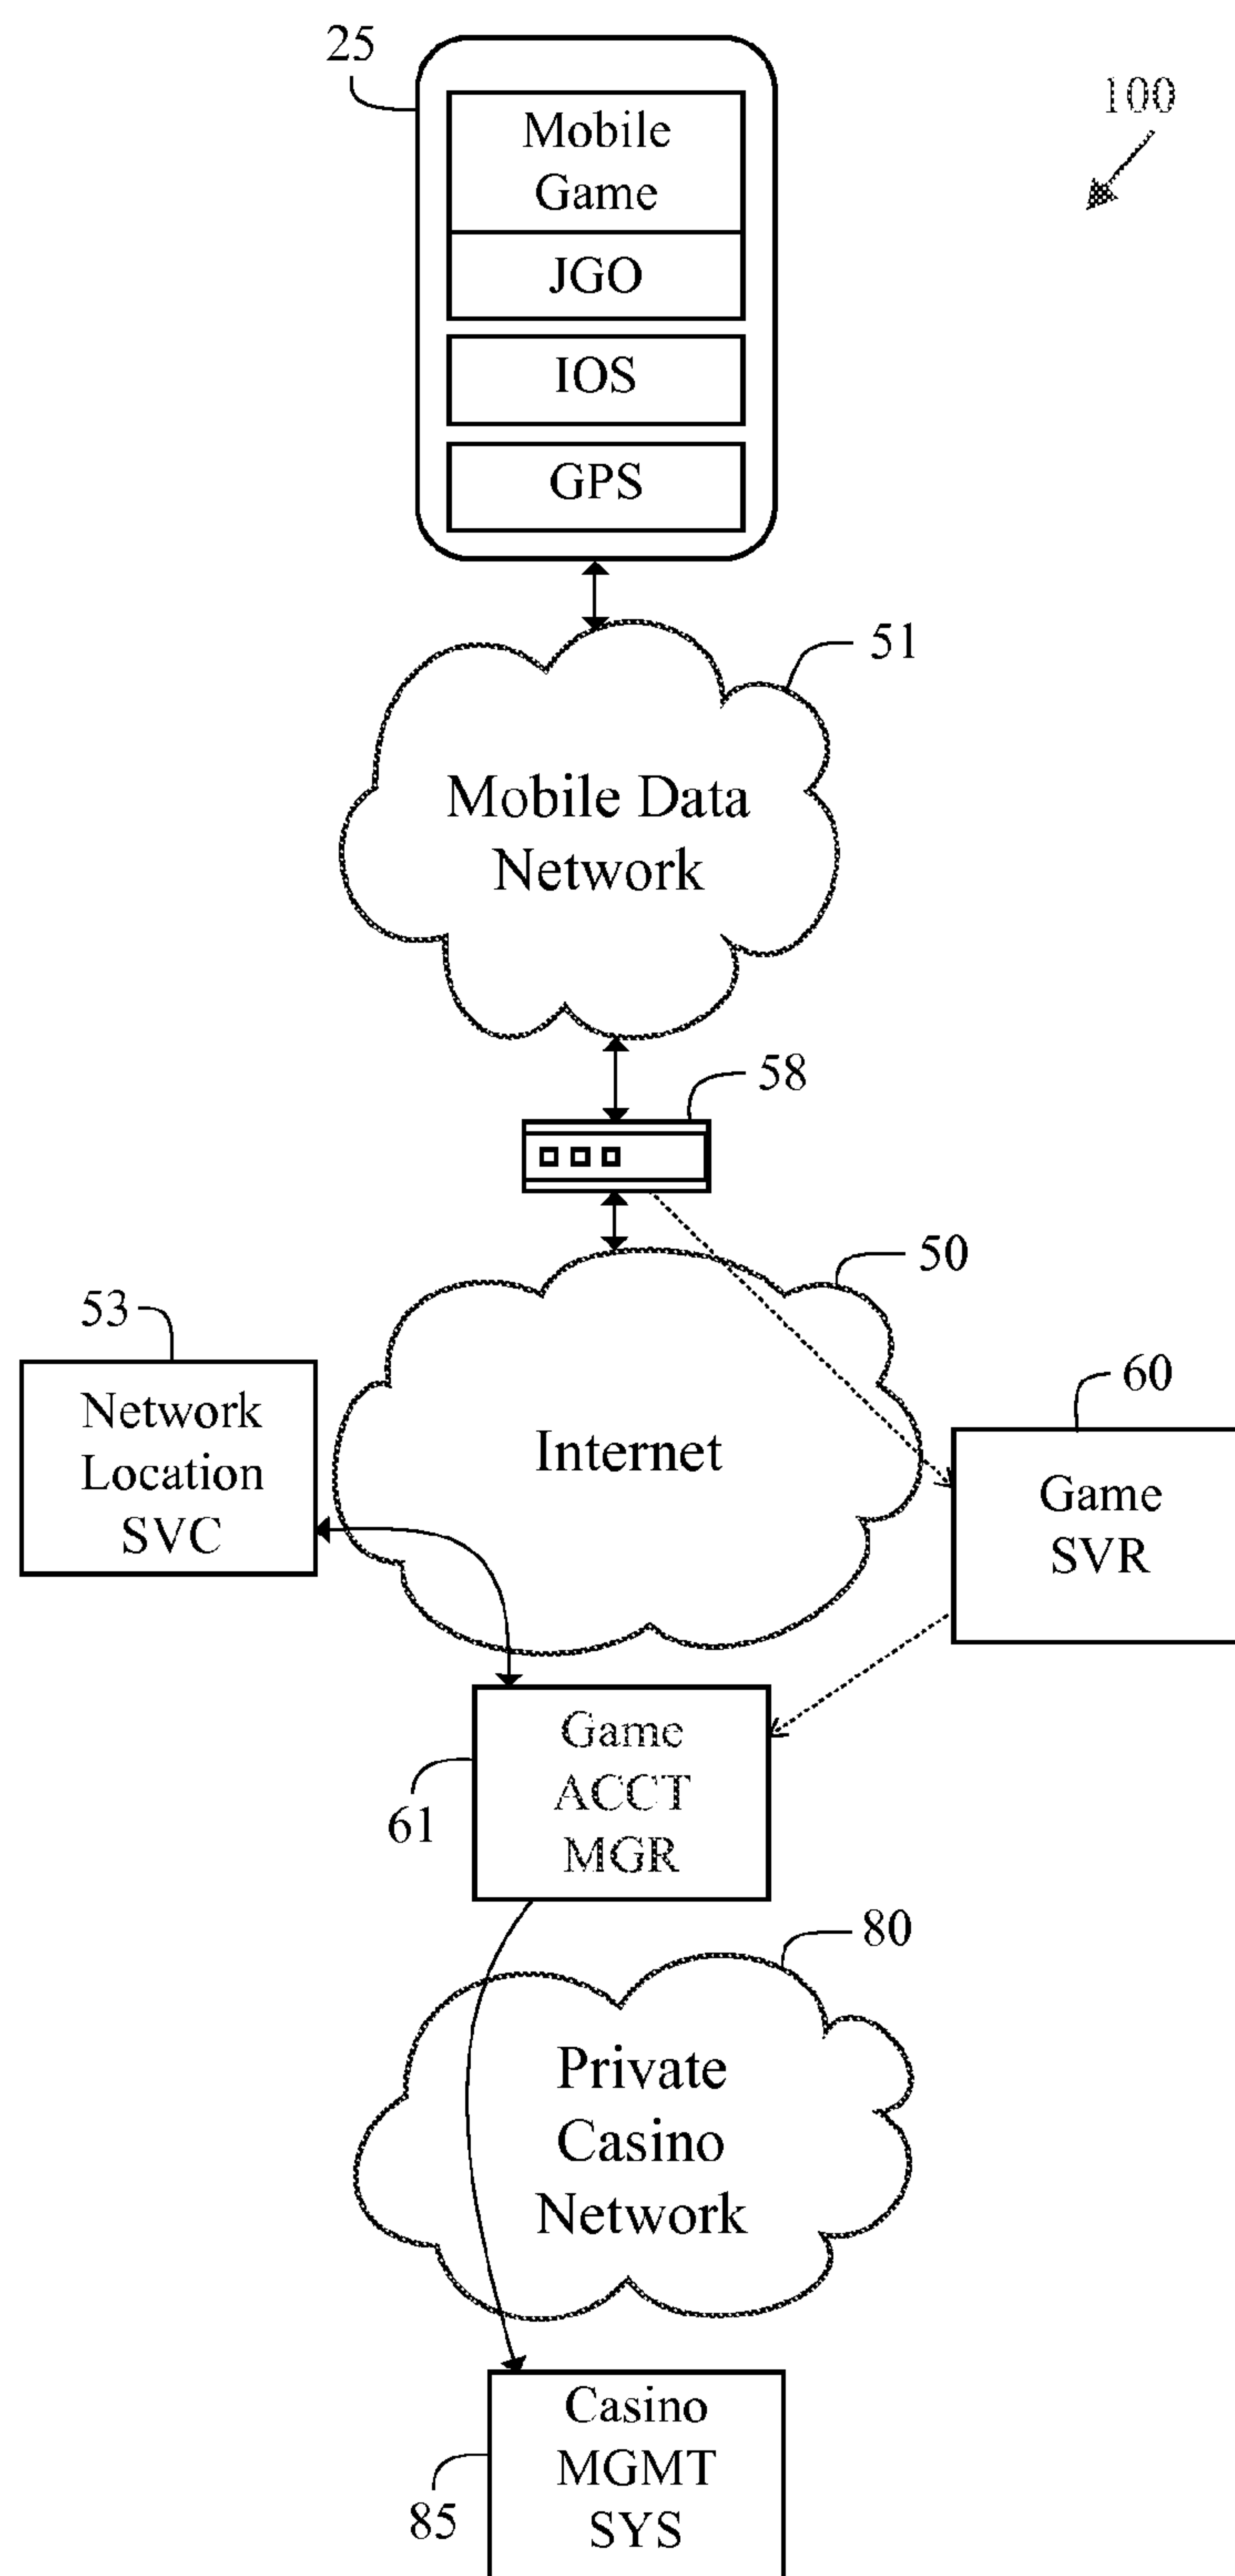 25
100
Mobile
Game
JGO
IOS
GPS
51
Mobile Data
Network
58
50
53
Network
Location
SVC
Internet
60
Game
SVR
Game
ACCT
MGR
61
80
Private
Casino
Network
Casino
MGMT
SYS
85